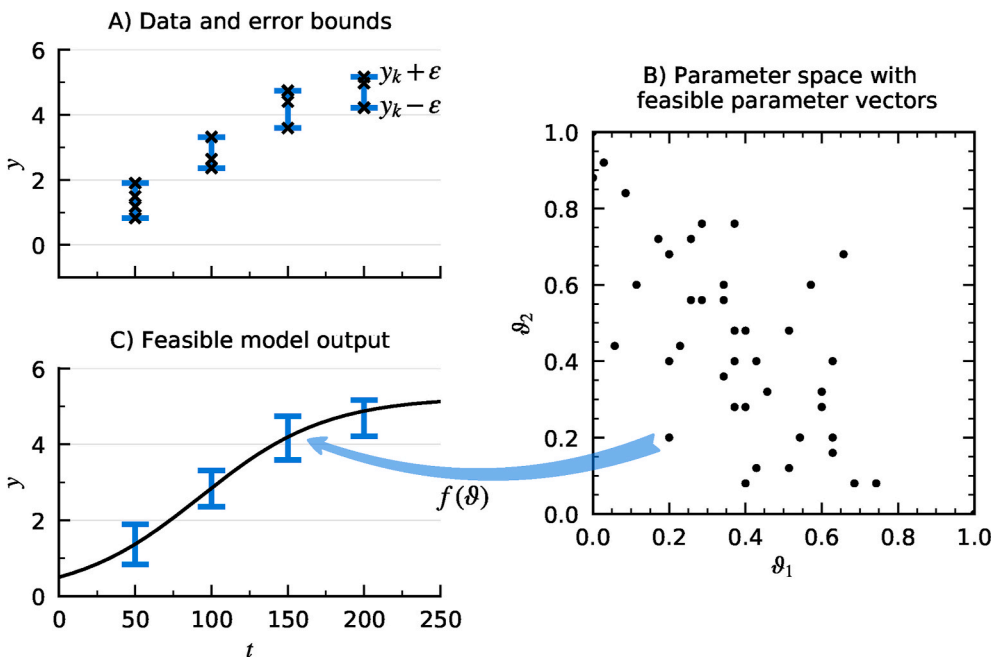 A) Data and error bounds
6
4
2
0
y
yₖ + ε
yₖ − ε
B) Parameter space with
feasible parameter vectors
1.0
0.8
0.6
0.4
0.2
0.0
ϑ₂
0.0 0.2 0.4 0.6 0.8 1.0
ϑ₁
C) Feasible model output
6
4
2
0
y
0 50 100 150 200 250
t
f(ϑ)